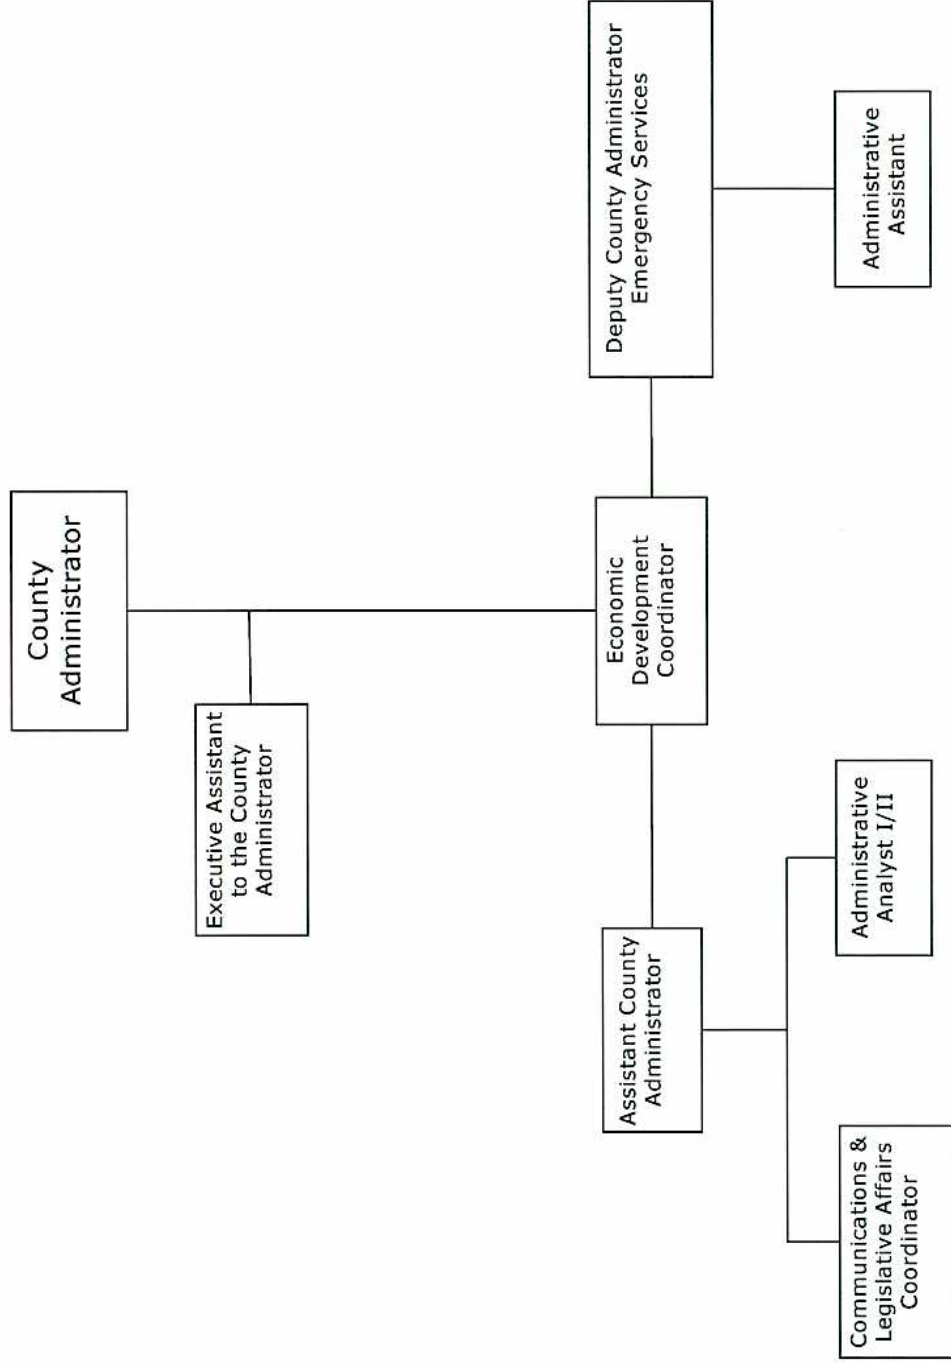 County
Administrator
Executive Assistant
to the County
Administrator
Assistant County
Administrator
Economic
Development
Coordinator
Deputy County Administrator
Emergency Services
Communications &
Legislative Affairs
Coordinator
Administrative
Analyst I/II
Administrative
Assistant